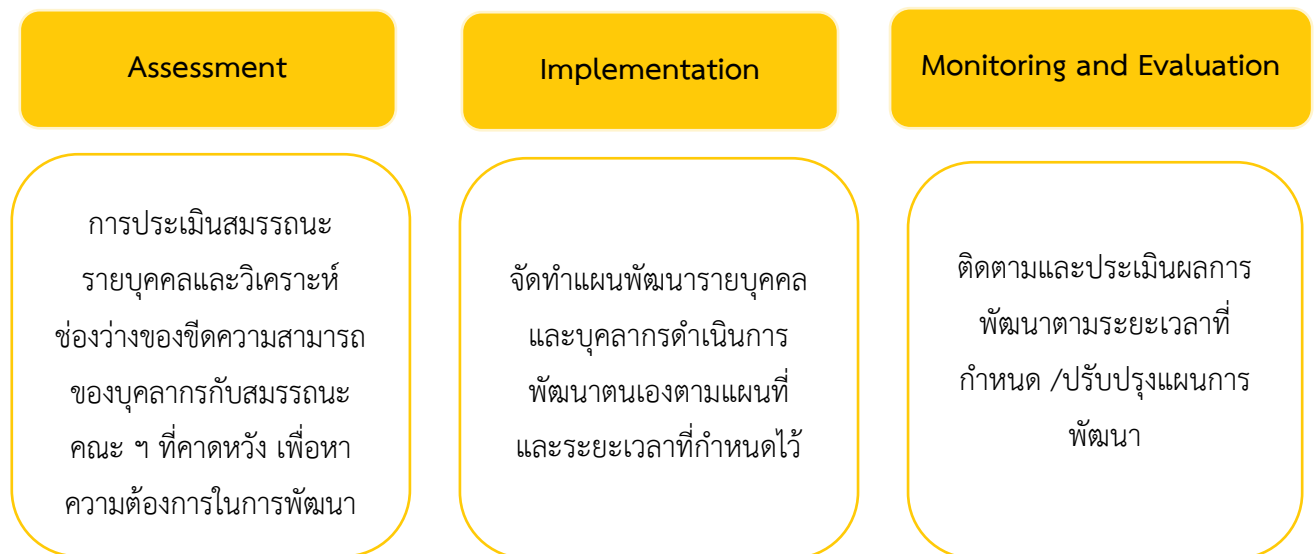 Assessment
การประเมินสมรรถนะ
รายบุคคลและวิเคราะห์
ช่องว่างของขีดความสามารถ
ของบุคลากรกับสมรรถนะ
คณะ ฯ ที่คาดหวัง เพื่อหา
ความต้องการในการพัฒนา
Implementation
จัดทำแผนพัฒนารายบุคคล
และบุคลากรดำเนินการ
พัฒนาตนเองตามแผนที่
และระยะเวลาที่กำหนดไว้
Monitoring and Evaluation
ติดตามและประเมินผลการ
พัฒนาตามระยะเวลาที่
กำหนด /ปรับปรุงแผนการ
พัฒนา